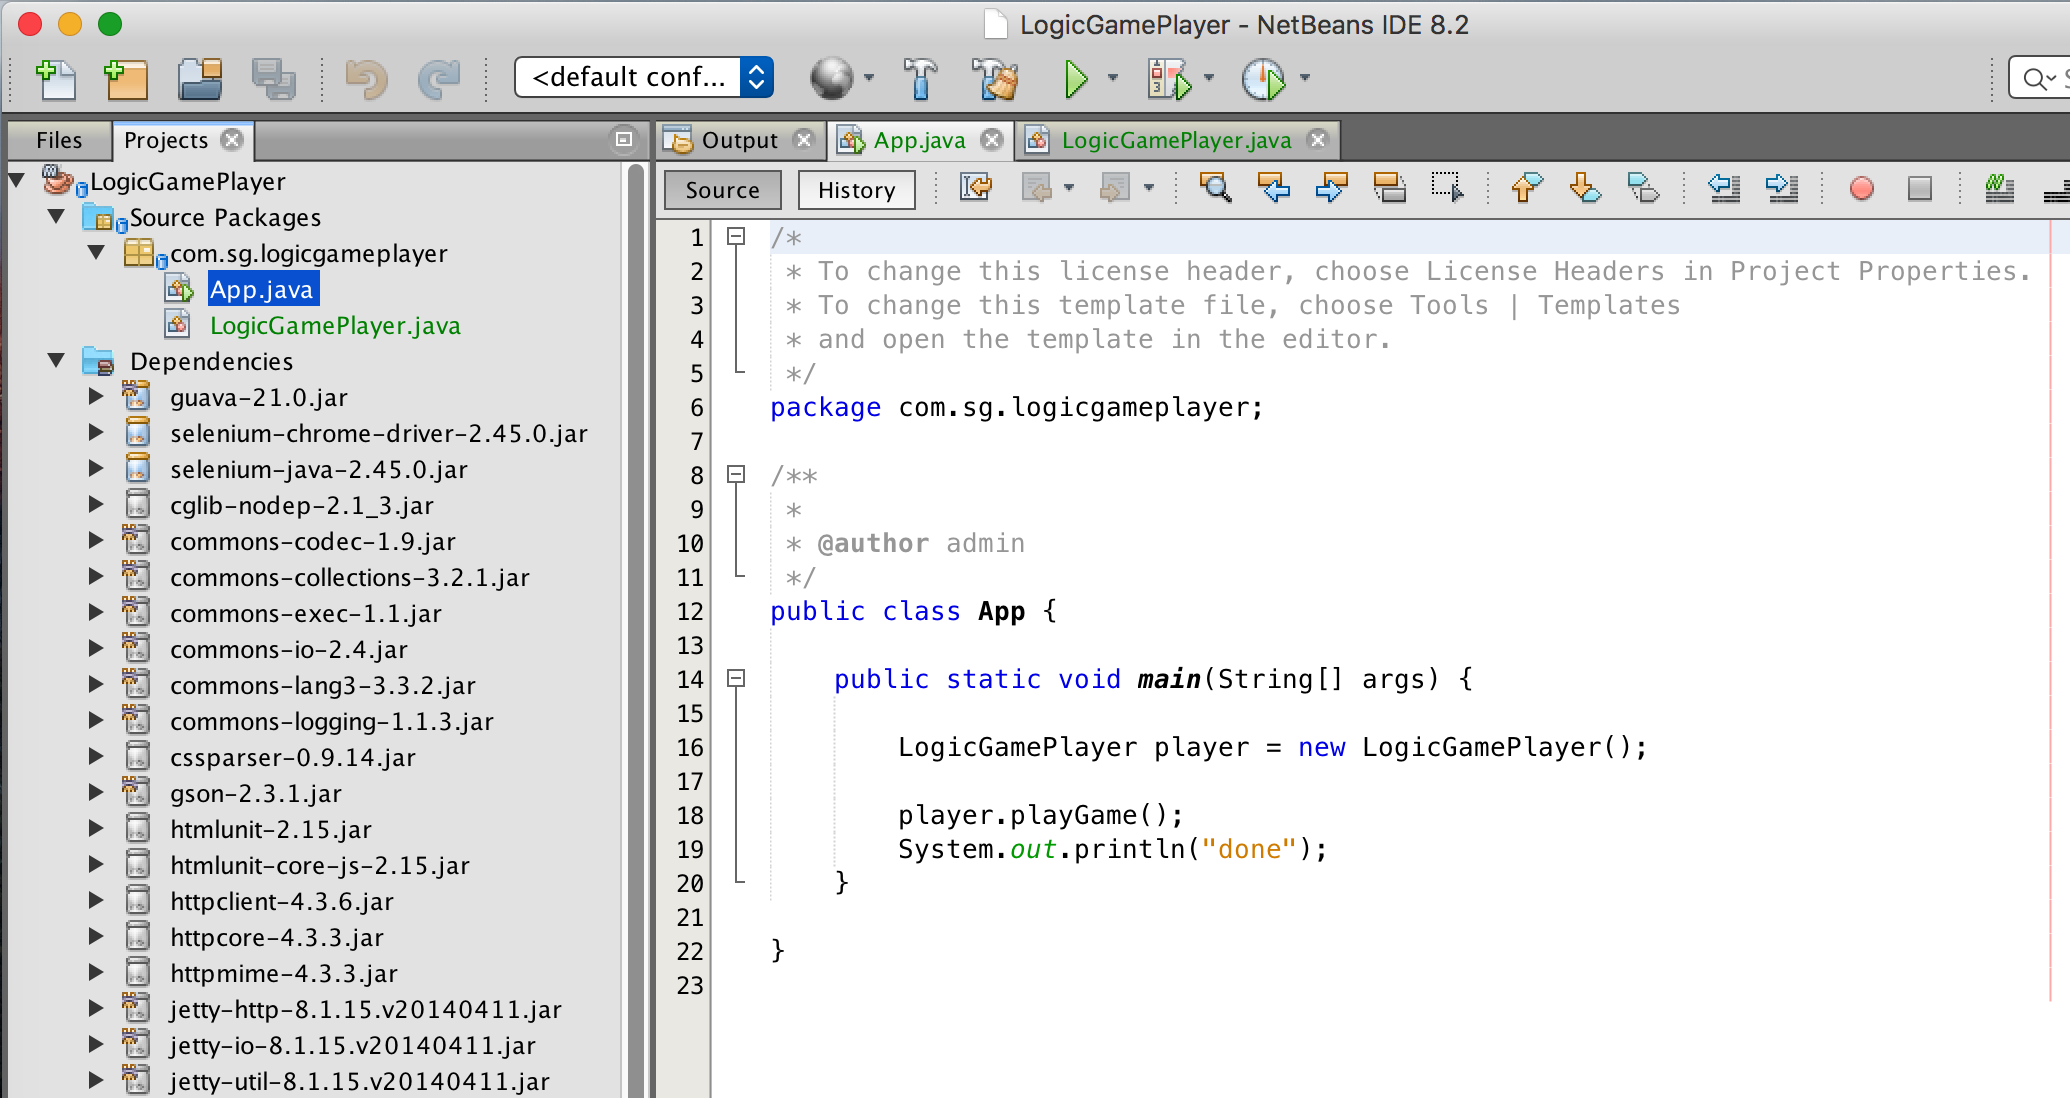 LogicGamePlayer - NetBeans IDE 8.2
<default conf...
Files
Projects
Output
App.java
LogicGamePlayer.java
Source
History
LogicGamePlayer
Source Packages
com.sg.logicgameplayer
App.java
LogicGamePlayer.java
Dependencies
guava-21.0.jar
selenium-chrome-driver-2.45.0.jar
selenium-java-2.45.0.jar
cglib-nodep-2.1_3.jar
commons-codec-1.9.jar
commons-collections-3.2.1.jar
commons-exec-1.1.jar
commons-io-2.4.jar
commons-lang3-3.3.2.jar
commons-logging-1.1.3.jar
cssparser-0.9.14.jar
gson-2.3.1.jar
htmlunit-2.15.jar
htmlunit-core-js-2.15.jar
httpclient-4.3.6.jar
httpcore-4.3.3.jar
httpmime-4.3.3.jar
jetty-http-8.1.15.v20140411.jar
jetty-io-8.1.15.v20140411.jar
jetty-util-8.1.15.v20140411.jar
1 /*
2  * To change this license header, choose License Headers in Project Properties.
3  * To change this template file, choose Tools | Templates
4  * and open the template in the editor.
5  */
6 package com.sg.logicgameplayer;
7
8 /**
9  *
10  * @author admin
11  */
12 public class App {
13
14     public static void main(String[] args) {
15
16         LogicGamePlayer player = new LogicGamePlayer();
17
18         player.playGame();
19         System.out.println("done");
20     }
21
22 }
23